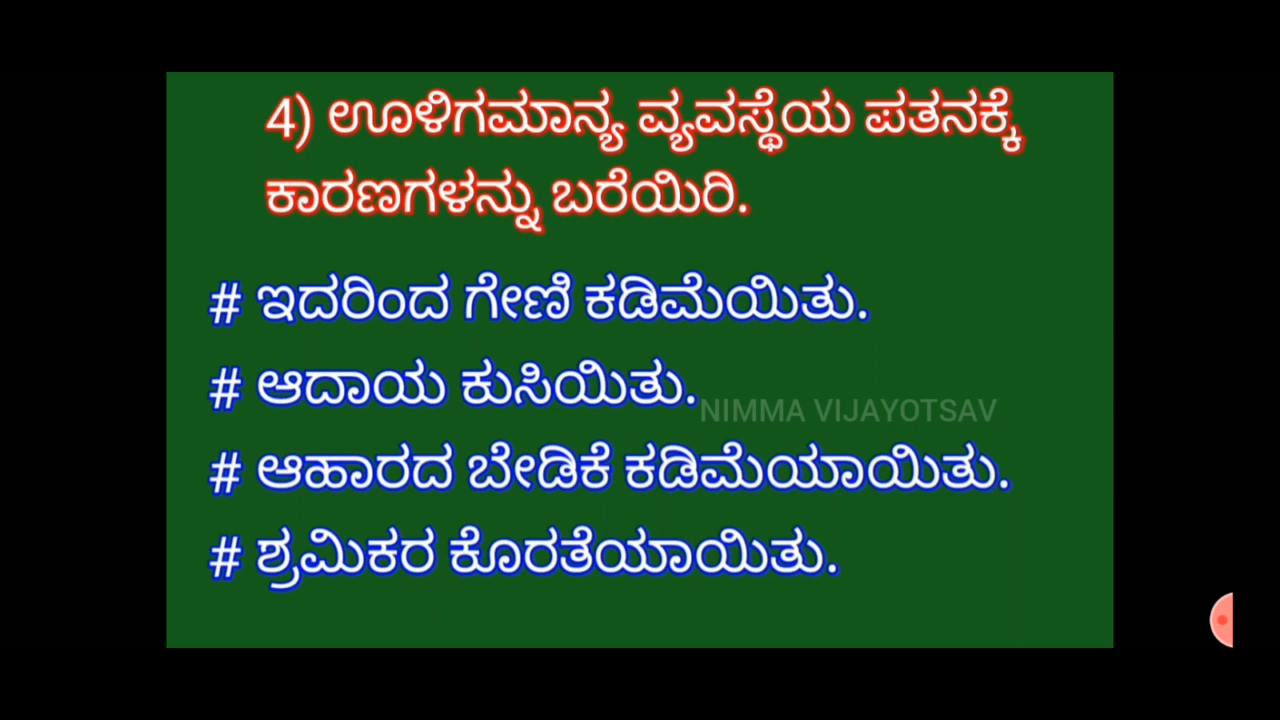 4) ಊಳಿಗಮಾನ್ಯ ವ್ಯವಸ್ಥೆಯ ಪತನಕ್ಕೆ
ಕಾರಣಗಳನ್ನು ಬರೆಯಿರಿ.
# ಇದರಿಂದ ಗೇಣಿ ಕಡಿಮೆಯಿತು.
# ಆದಾಯ ಕುಸಿಯಿತು.
NIMMA VIJAYOTSAV
# ಆಹಾರದ ಬೇಡಿಕೆ ಕಡಿಮೆಯಾಯಿತು.
# ಶ್ರಮಿಕರ ಕೊರತೆಯಾಯಿತು.